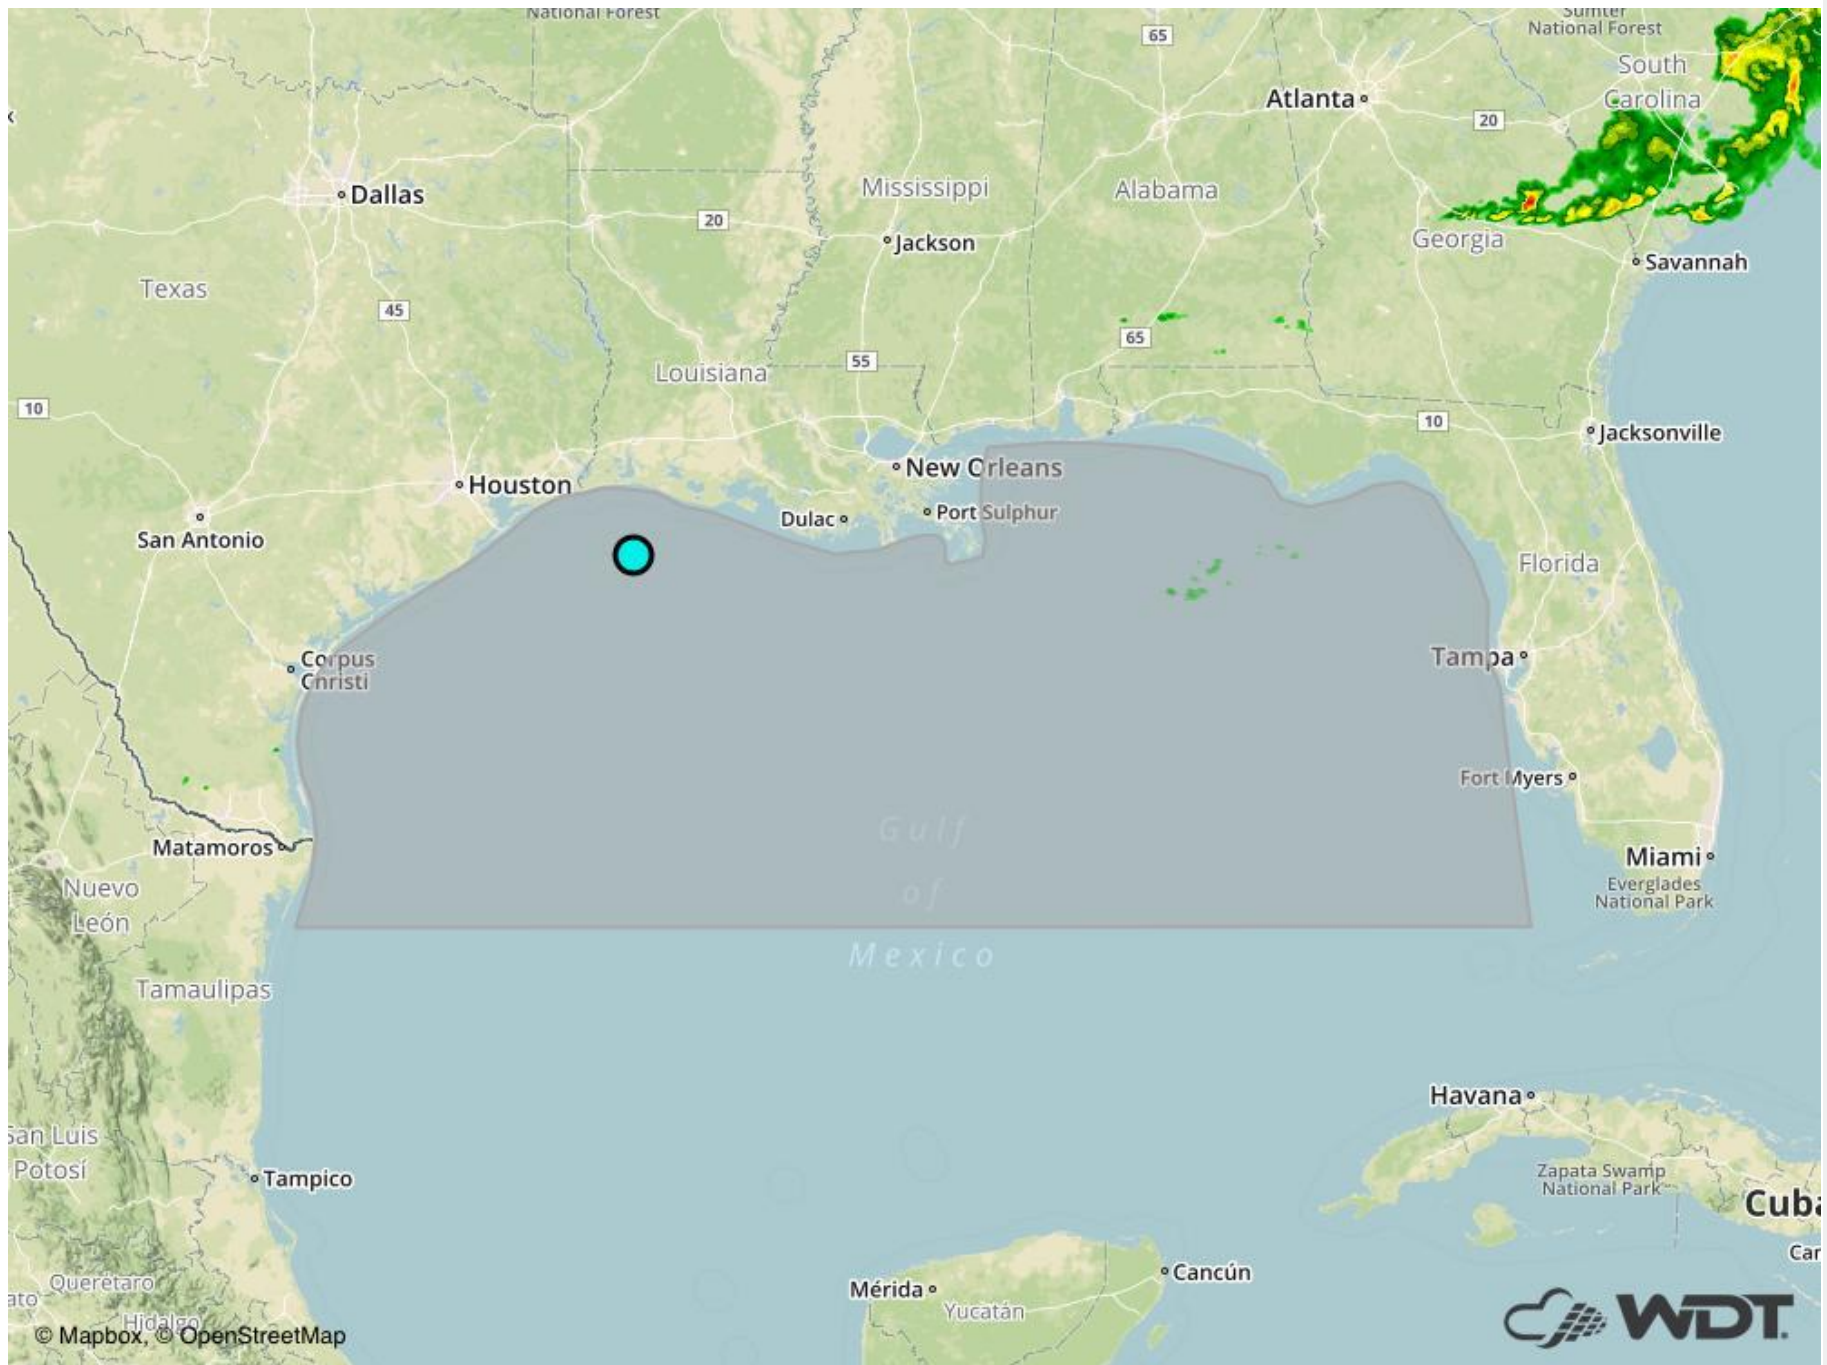 National Forest
65
Sumter
National Forest
South
Carolina
Atlanta
20
Dallas
Mississippi
Alabama
20
Jackson
Georgia
Savannah
Texas
45
65
55
Louisiana
10
10
Jacksonville
New Orleans
Houston
Dulac
Port Sulphur
San Antonio
Florida
Corpus
Christi
Tampa
Fort Myers
Gulf
of
Mexico
Matamoros
Miami
Everglades
National Park
Nuevo
León
Tamaulipas
Havana
San Luis
Potosí
Zapata Swamp
National Park
Tampico
Cuba
Car
Cancún
Mérida
Yucatán
Querétaro
ato
Hidalgo
© Mapbox, © OpenStreetMap
WDT.